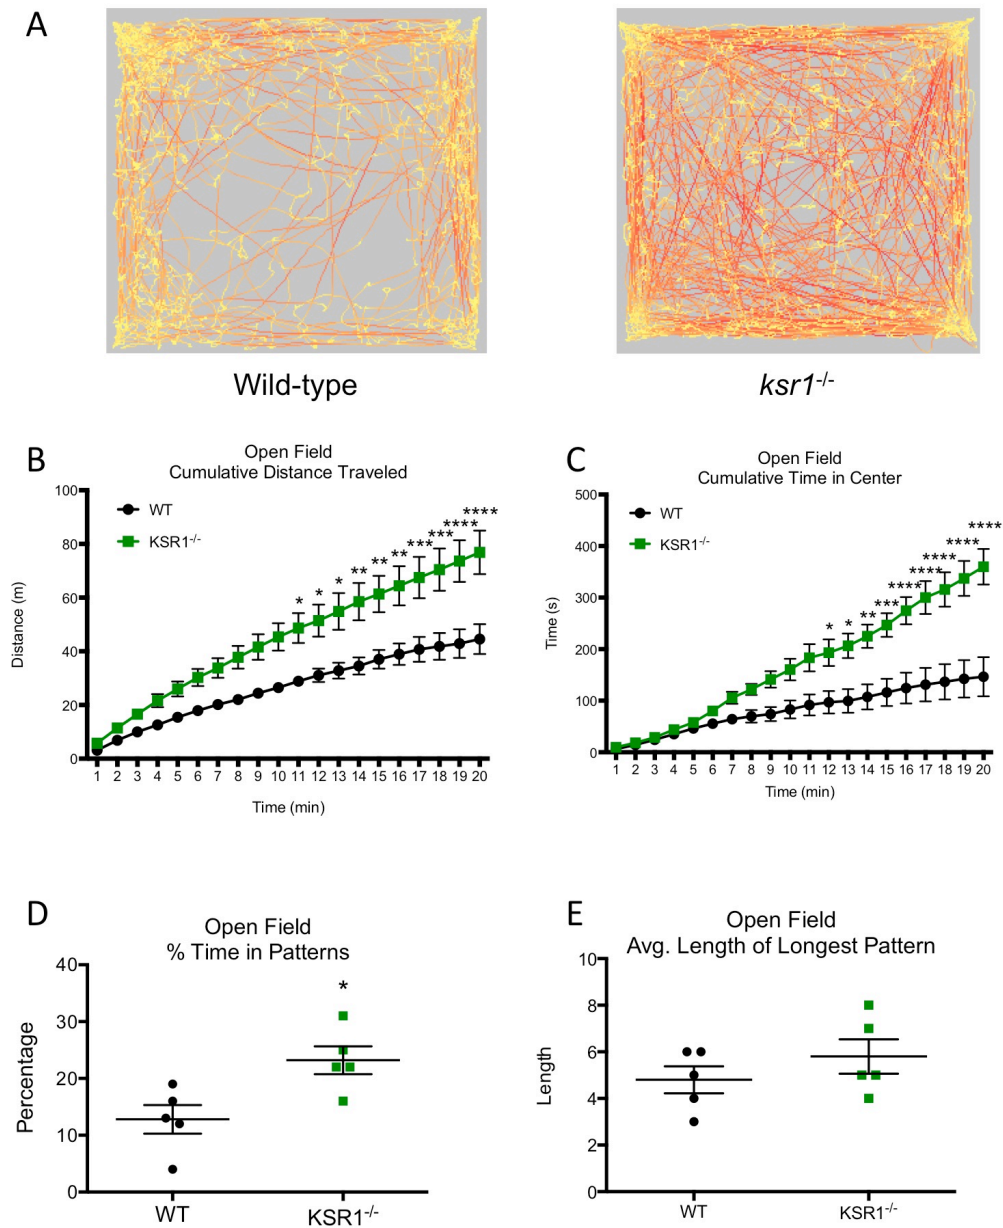 A
Wild-type
ksr1-/-
B
Open Field
Cumulative Distance Traveled
100
80
60
40
20
0
Distance (m)
WT
KSR1-/-
*
*
*
**
**
**
***
***
****
****
1 2 3 4 5 6 7 8 9 10 11 12 13 14 15 16 17 18 19 20
Time (min)
C
Open Field
Cumulative Time in Center
500
400
300
200
100
0
Time (s)
WT
KSR1-/-
*
*
**
***
****
****
****
****
****
1 2 3 4 5 6 7 8 9 10 11 12 13 14 15 16 17 18 19 20
Time (min)
D
Open Field
% Time in Patterns
40
30
20
10
0
Percentage
*
WT
KSR1-/-
E
Open Field
Avg. Length of Longest Pattern
10
8
6
4
2
0
Length
WT
KSR1-/-